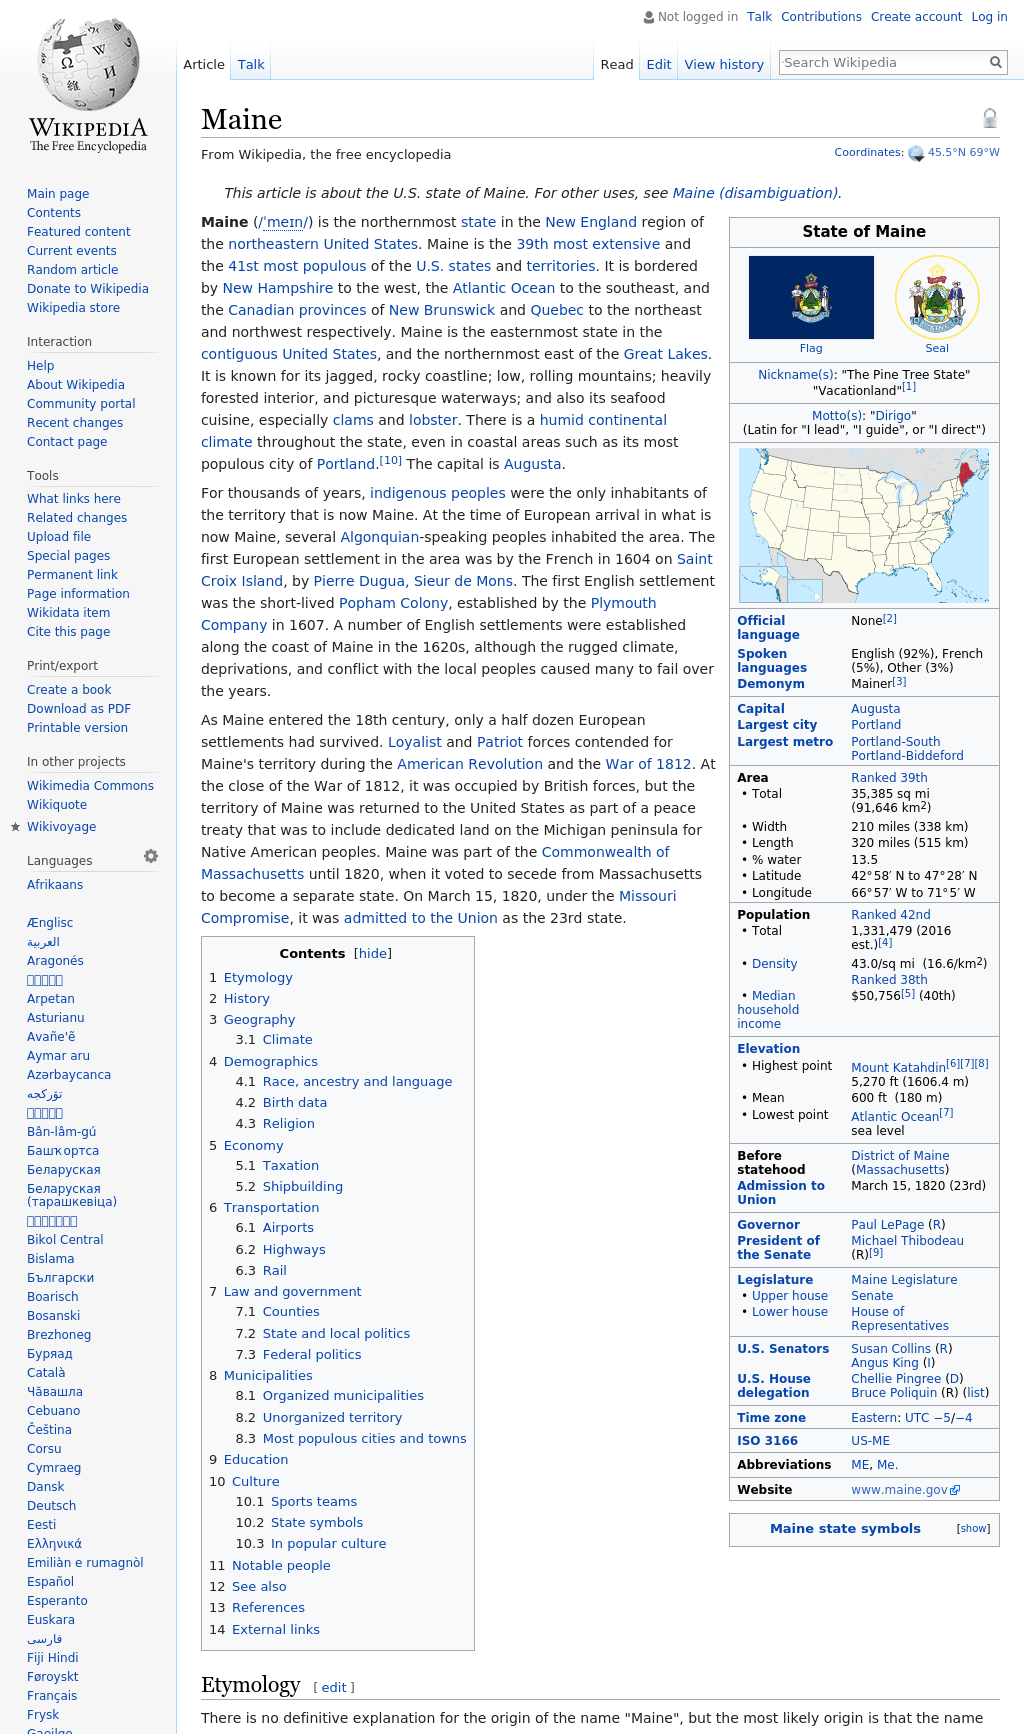 Not logged in Talk Contributions Create account Log in
Article Talk Read Edit View history Search Wikipedia
WIKIPEDIA
The Free Encyclopedia
Main page
Contents
Featured content
Current events
Random article
Donate to Wikipedia
Wikipedia store
Interaction
Help
About Wikipedia
Community portal
Recent changes
Contact page
Tools
What links here
Related changes
Upload file
Special pages
Permanent link
Page information
Wikidata item
Cite this page
Print/export
Create a book
Download as PDF
Printable version
In other projects
Wikimedia Commons
Wikiquote
Wikivoyage
Languages
Afrikaans
Ænglisc
العربية
Aragonés
Arpetan
Asturianu
Avañe'ẽ
Aymar aru
Azərbaycanca
تۆرکجه
Bân-lâm-gú
Башҡортса
Беларуская
Беларуская
(тарашкевіца)
Bikol Central
Bislama
Български
Boarisch
Bosanski
Brezhoneg
Буряад
Català
Чӑвашла
Cebuano
Čeština
Corsu
Cymraeg
Dansk
Deutsch
Eesti
Ελληνικά
Emiliàn e rumagnòl
Español
Esperanto
Euskara
فارسی
Fiji Hindi
Føroyskt
Français
Frysk
Gaeilge
Maine
From Wikipedia, the free encyclopedia
Coordinates: 45.5°N 69°W
This article is about the U.S. state of Maine. For other uses, see Maine (disambiguation).
Maine (/ˈmeɪn/) is the northernmost state in the New England region of
the northeastern United States. Maine is the 39th most extensive and
the 41st most populous of the U.S. states and territories. It is bordered
by New Hampshire to the west, the Atlantic Ocean to the southeast, and
the Canadian provinces of New Brunswick and Quebec to the northeast
and northwest respectively. Maine is the easternmost state in the
contiguous United States, and the northernmost east of the Great Lakes.
It is known for its jagged, rocky coastline; low, rolling mountains; heavily
forested interior, and picturesque waterways; and also its seafood
cuisine, especially clams and lobster. There is a humid continental
climate throughout the state, even in coastal areas such as its most
populous city of Portland.[10] The capital is Augusta.
For thousands of years, indigenous peoples were the only inhabitants of
the territory that is now Maine. At the time of European arrival in what is
now Maine, several Algonquian-speaking peoples inhabited the area. The
first European settlement in the area was by the French in 1604 on Saint
Croix Island, by Pierre Dugua, Sieur de Mons. The first English settlement
was the short-lived Popham Colony, established by the Plymouth
Company in 1607. A number of English settlements were established
along the coast of Maine in the 1620s, although the rugged climate,
deprivations, and conflict with the local peoples caused many to fail over
the years.
As Maine entered the 18th century, only a half dozen European
settlements had survived. Loyalist and Patriot forces contended for
Maine's territory during the American Revolution and the War of 1812. At
the close of the War of 1812, it was occupied by British forces, but the
territory of Maine was returned to the United States as part of a peace
treaty that was to include dedicated land on the Michigan peninsula for
Native American peoples. Maine was part of the Commonwealth of
Massachusetts until 1820, when it voted to secede from Massachusetts
to become a separate state. On March 15, 1820, under the Missouri
Compromise, it was admitted to the Union as the 23rd state.
Contents [hide]
1 Etymology
2 History
3 Geography
3.1 Climate
4 Demographics
4.1 Race, ancestry and language
4.2 Birth data
4.3 Religion
5 Economy
5.1 Taxation
5.2 Shipbuilding
6 Transportation
6.1 Airports
6.2 Highways
6.3 Rail
7 Law and government
7.1 Counties
7.2 State and local politics
7.3 Federal politics
8 Municipalities
8.1 Organized municipalities
8.2 Unorganized territory
8.3 Most populous cities and towns
9 Education
10 Culture
10.1 Sports teams
10.2 State symbols
10.3 In popular culture
11 Notable people
12 See also
13 References
14 External links
State of Maine
Flag Seal
Nickname(s): "The Pine Tree State"
"Vacationland"[1]
Motto(s): "Dirigo"
(Latin for "I lead", "I guide", or "I direct")
Official language None[2]
Spoken languages English (92%), French (5%), Other (3%)
Demonym Mainer[3]
Capital Augusta
Largest city Portland
Largest metro Portland-South Portland-Biddeford
Area Ranked 39th
• Total 35,385 sq mi
(91,646 km2)
• Width 210 miles (338 km)
• Length 320 miles (515 km)
• % water 13.5
• Latitude 42° 58′ N to 47° 28′ N
• Longitude 66° 57′ W to 71° 5′ W
Population Ranked 42nd
• Total 1,331,479 (2016 est.)[4]
• Density 43.0/sq mi (16.6/km2)
Ranked 38th
• Median household income $50,756[5] (40th)
Elevation
• Highest point Mount Katahdin[6][7][8]
5,270 ft (1606.4 m)
• Mean 600 ft (180 m)
• Lowest point Atlantic Ocean[7]
sea level
Before statehood District of Maine (Massachusetts)
Admission to Union March 15, 1820 (23rd)
Governor Paul LePage (R)
President of the Senate Michael Thibodeau (R)[9]
Legislature Maine Legislature
• Upper house Senate
• Lower house House of Representatives
U.S. Senators Susan Collins (R)
Angus King (I)
U.S. House delegation Chellie Pingree (D)
Bruce Poliquin (R) (list)
Time zone Eastern: UTC −5/−4
ISO 3166 US-ME
Abbreviations ME, Me.
Website www.maine.gov
Maine state symbols [show]
Etymology [ edit ]
There is no definitive explanation for the origin of the name "Maine", but the most likely origin is that the name